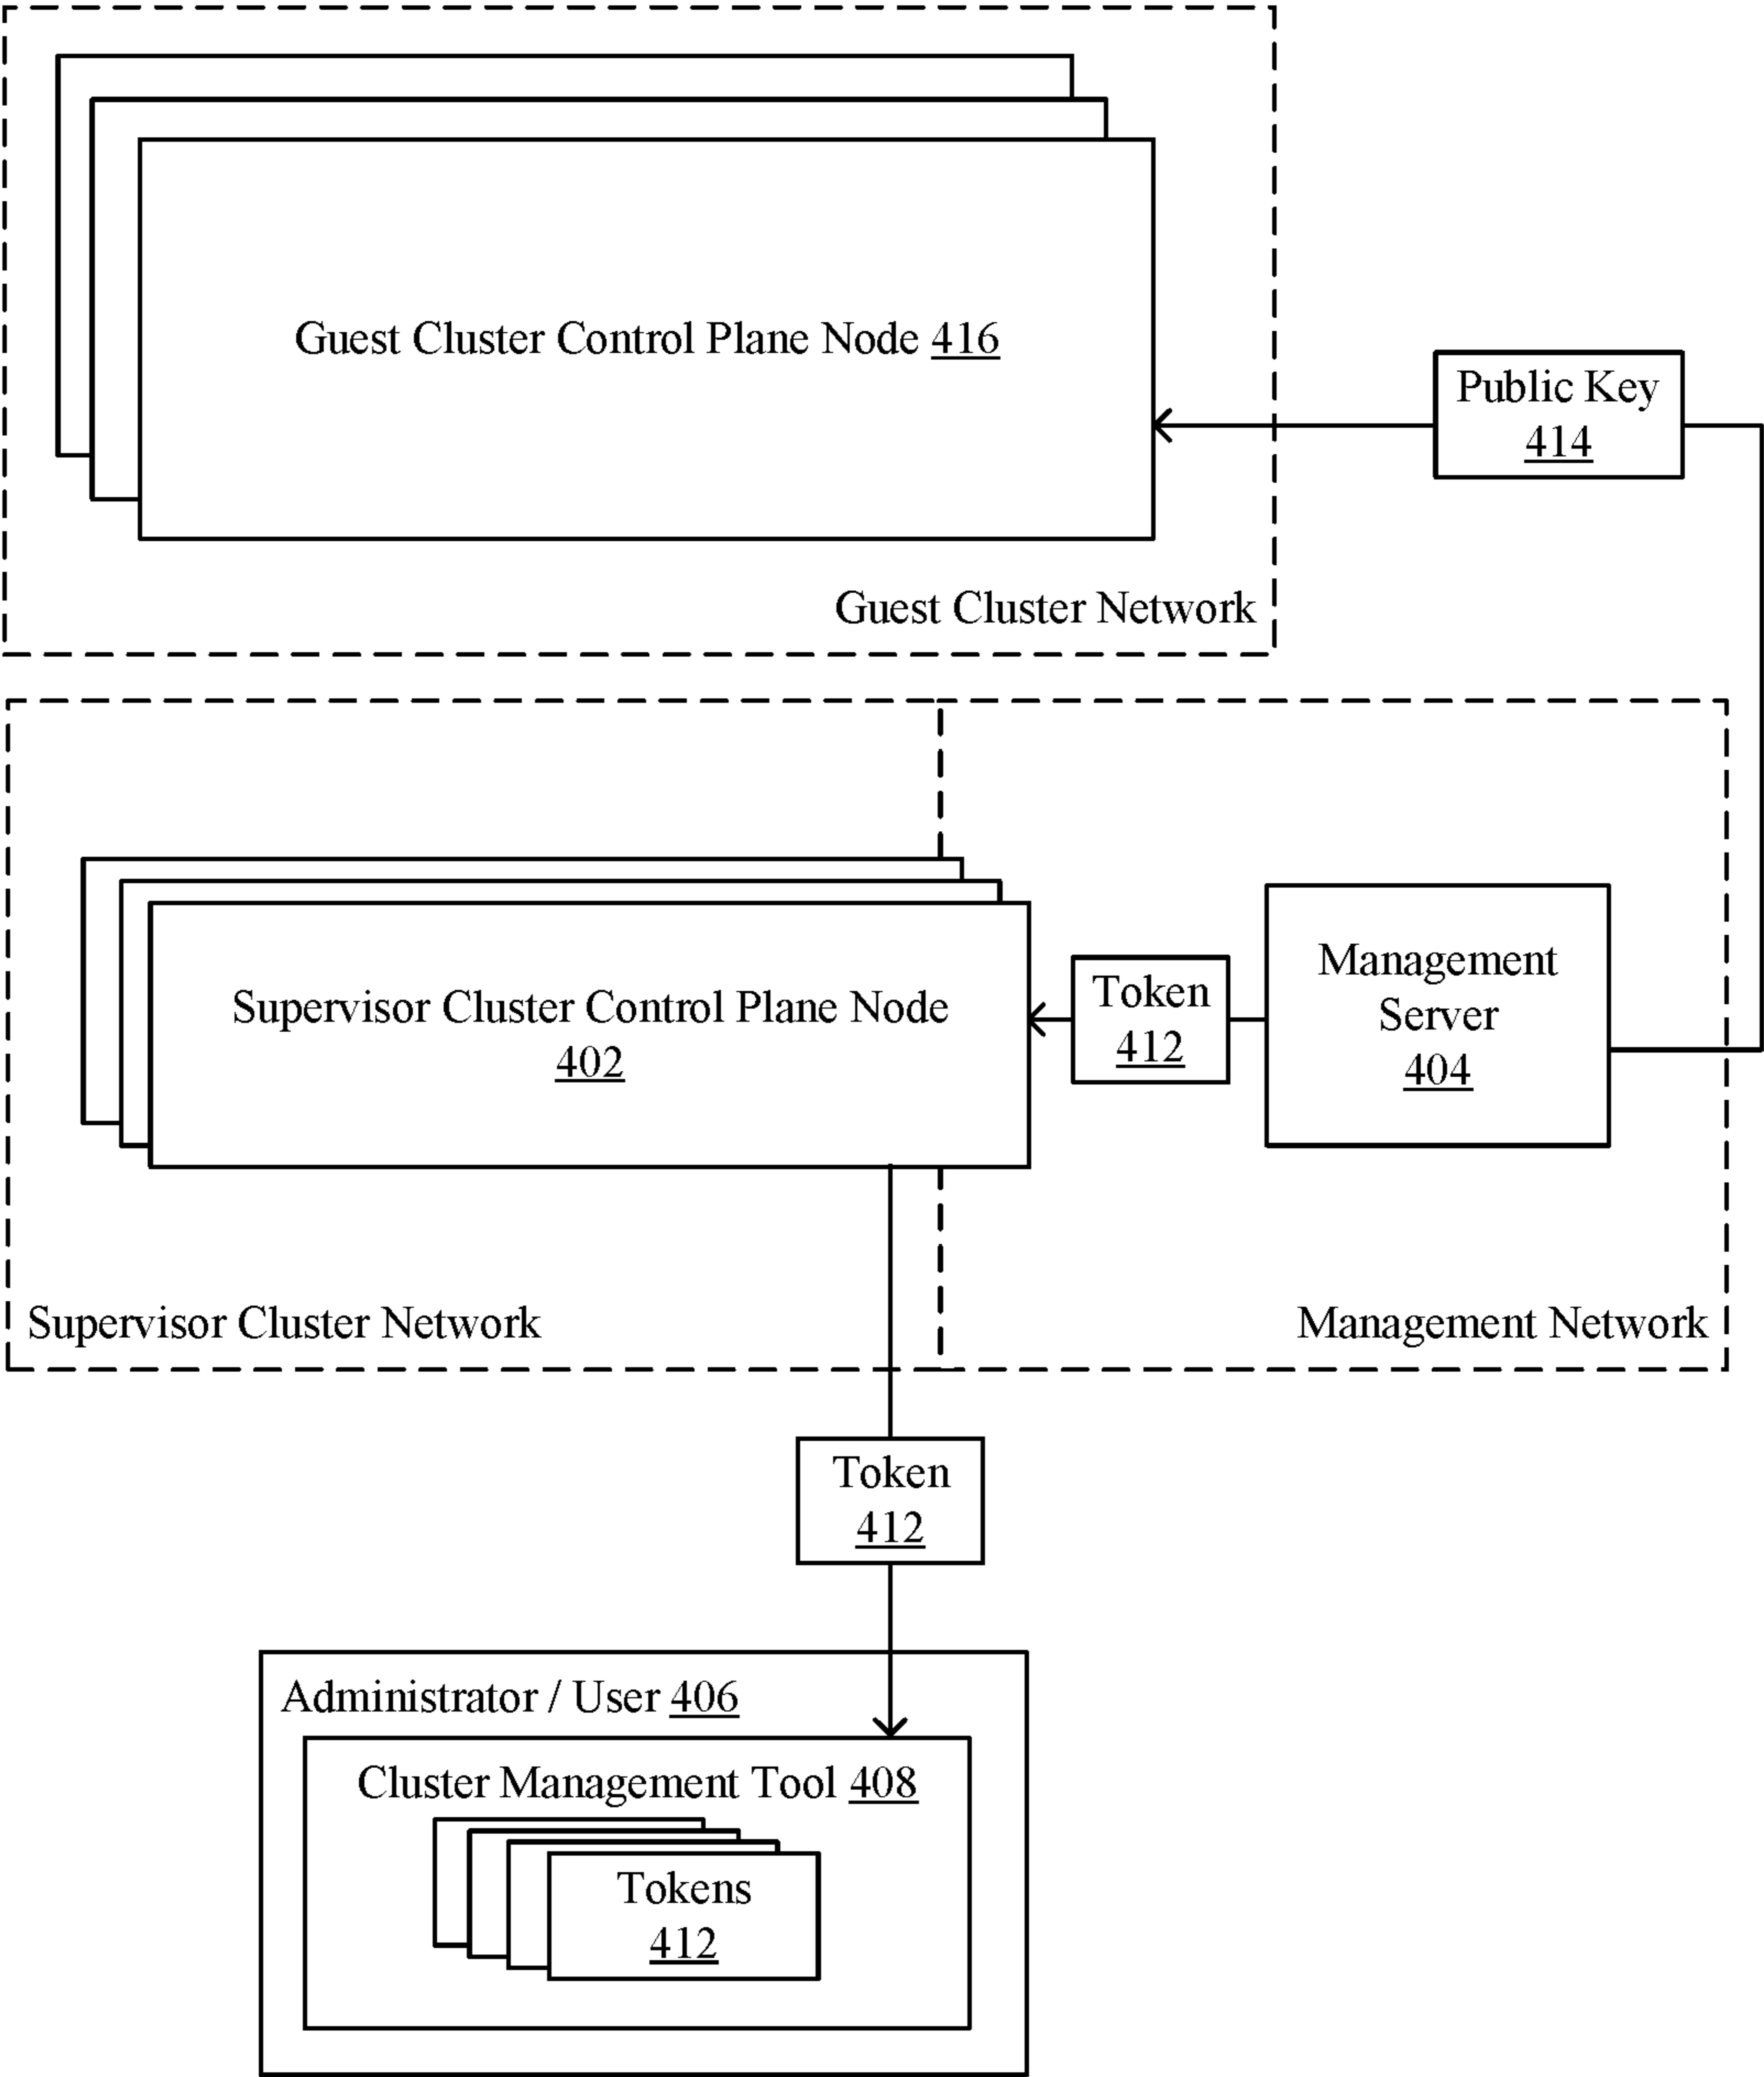 Guest Cluster Control Plane Node 416
Public Key
414
Guest Cluster Network
Supervisor Cluster Control Plane Node
402
Token
412
Management
Server
404
Supervisor Cluster Network
Management Network
Token
412
Administrator / User 406
Cluster Management Tool 408
Tokens
412